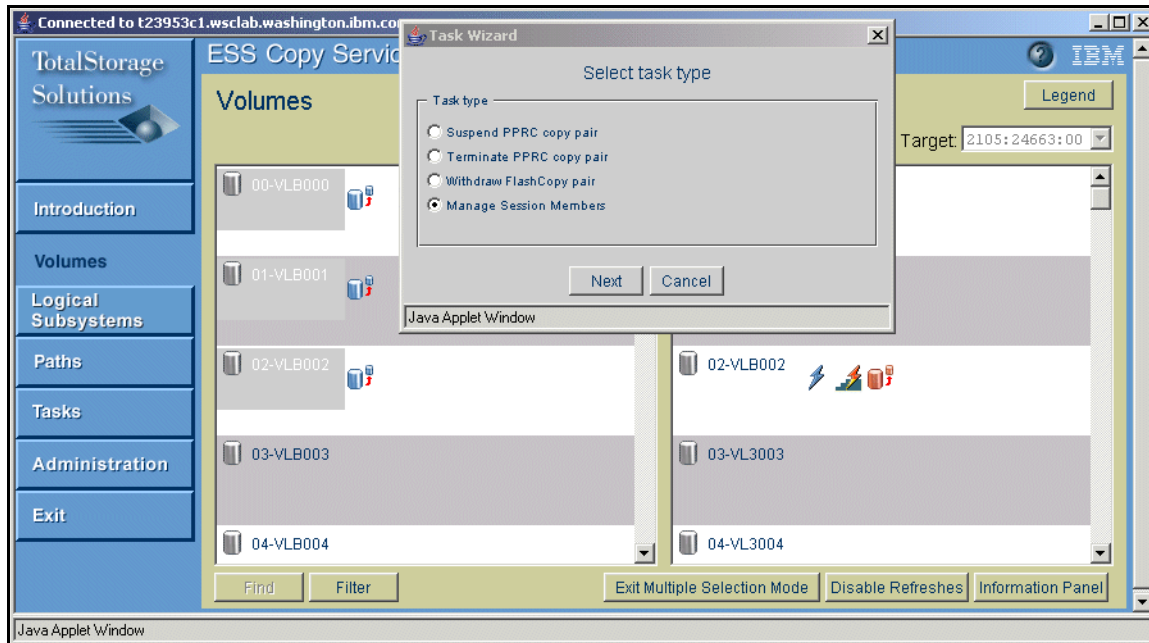 Connected to t23953c1.wsclab.washington.ibm.co
Task Wizard
TotalStorage
Solutions
ESS Copy Servic
IBM
Volumes
Legend
Target: 2105:24663:00
Select task type
Task type
Suspend PPRC copy pair
Terminate PPRC copy pair
Withdraw FlashCopy pair
Manage Session Members
Next
Cancel
Java Applet Window
Introduction
Volumes
Logical
Subsystems
Paths
Tasks
Administration
Exit
00-VLB000
01-VLB001
02-VLB002
03-VLB003
04-VLB004
02-VLB002
03-VL3003
04-VL3004
Find
Filter
Exit Multiple Selection Mode
Disable Refreshes
Information Panel
Java Applet Window